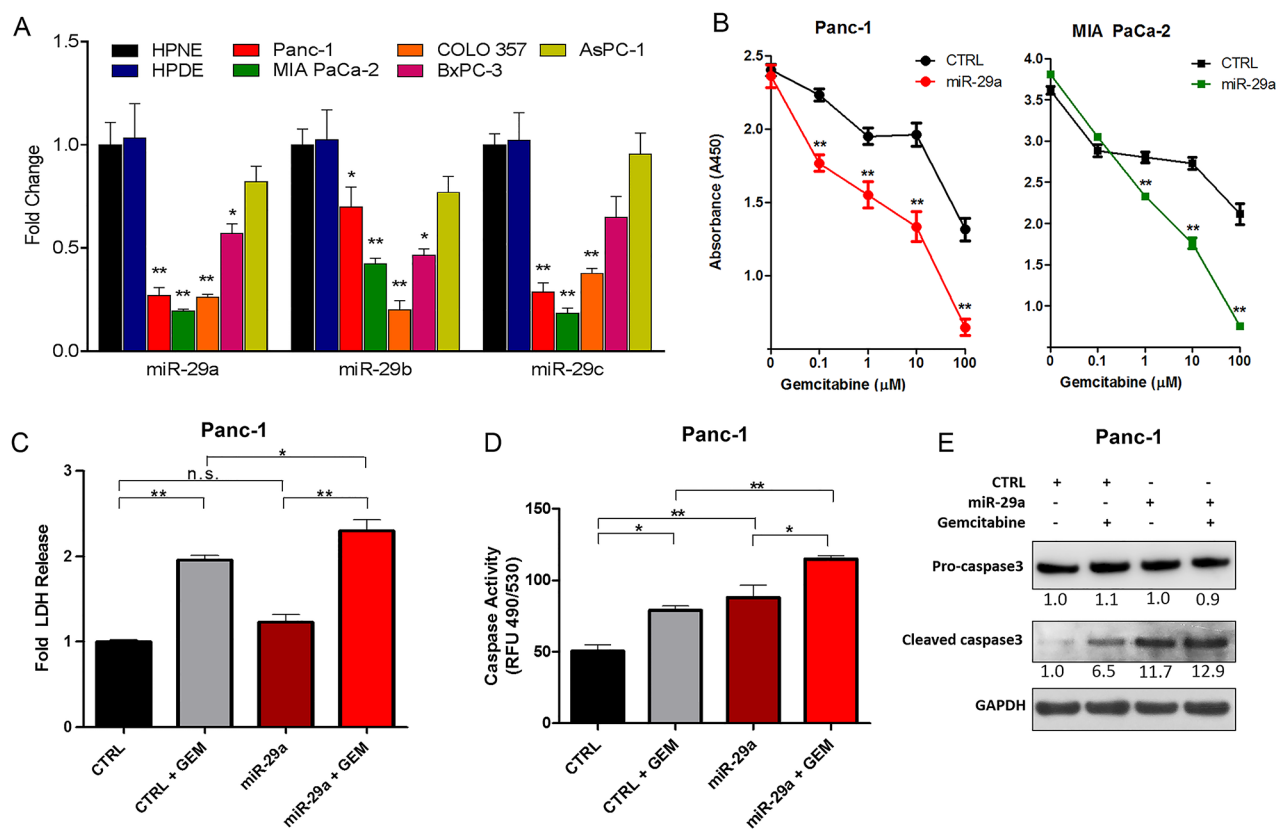 A
1.5
1.0
0.5
0.0
Fold Change
HPNE
Panc-1
COLO 357
AsPC-1
HPDE
MIA PaCa-2
BxPC-3
** ** ** *
* ** ** *
** ** **
miR-29a
miR-29b
miR-29c
B
Panc-1
2.5
2.0
1.5
1.0
Absorbance (A450)
CTRL
miR-29a
**
**
**
**
0 0.1 1 10 100
Gemcitabine (μM)
MIA PaCa-2
4.0
3.5
3.0
2.5
2.0
1.5
1.0
CTRL
miR-29a
**
**
**
0 0.1 1 10 100
Gemcitabine (μM)
C
Panc-1
3
2
1
0
Fold LDH Release
*
n.s.
** **
CTRL
CTRL + GEM
miR-29a
miR-29a + GEM
D
Panc-1
150
100
50
0
Caspase Activity
(RFU 490/530)
**
**
* *
CTRL
CTRL + GEM
miR-29a
miR-29a + GEM
E
Panc-1
CTRL + + - -
miR-29a - - + +
Gemcitabine - + - +
Pro-caspase3
1.0 1.1 1.0 0.9
Cleaved caspase3
1.0 6.5 11.7 12.9
GAPDH